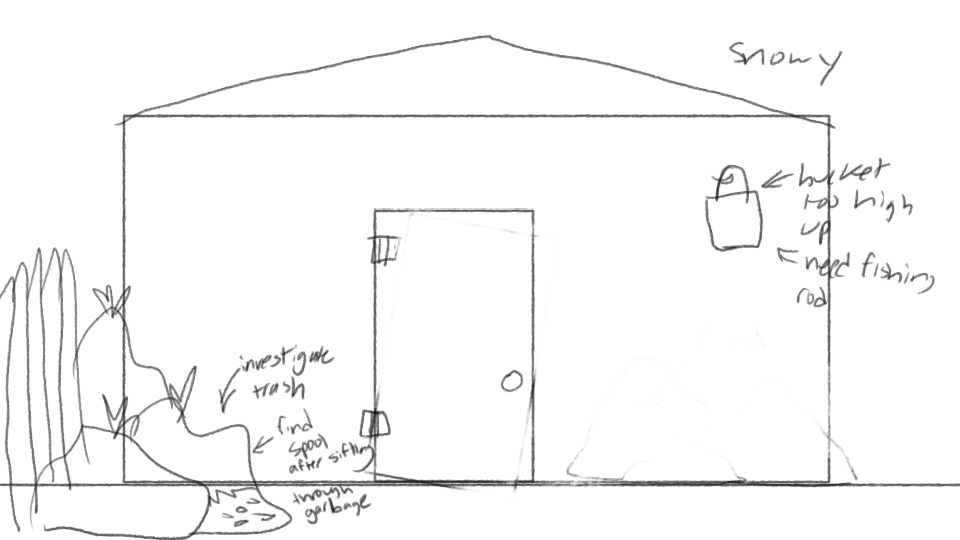 Snowy
bucket
too high
up
need fishing
rod
investigate
trash
find
spool
after sifting
through
garbage